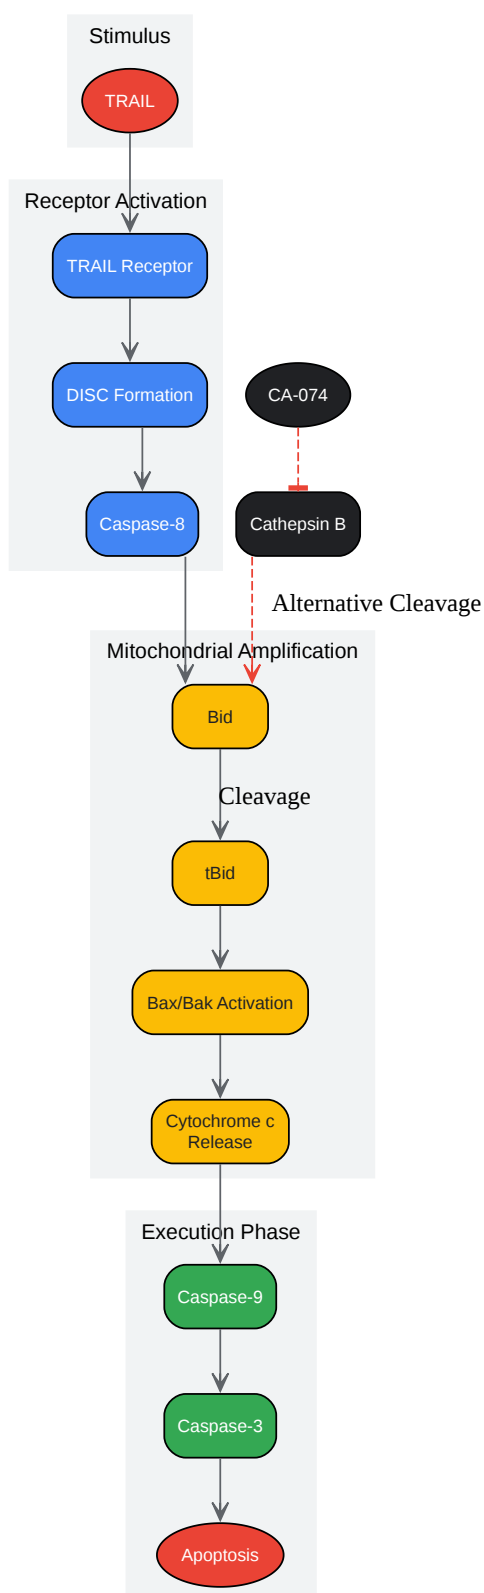 Stimulus
TRAIL
Receptor Activation
TRAIL Receptor
DISC Formation
CA-074
Caspase-8
Cathepsin B
Alternative Cleavage
Mitochondrial Amplification
Bid
Cleavage
tBid
Bax/Bak Activation
Cytochrome c
Release
Execution Phase
Caspase-9
Caspase-3
Apoptosis